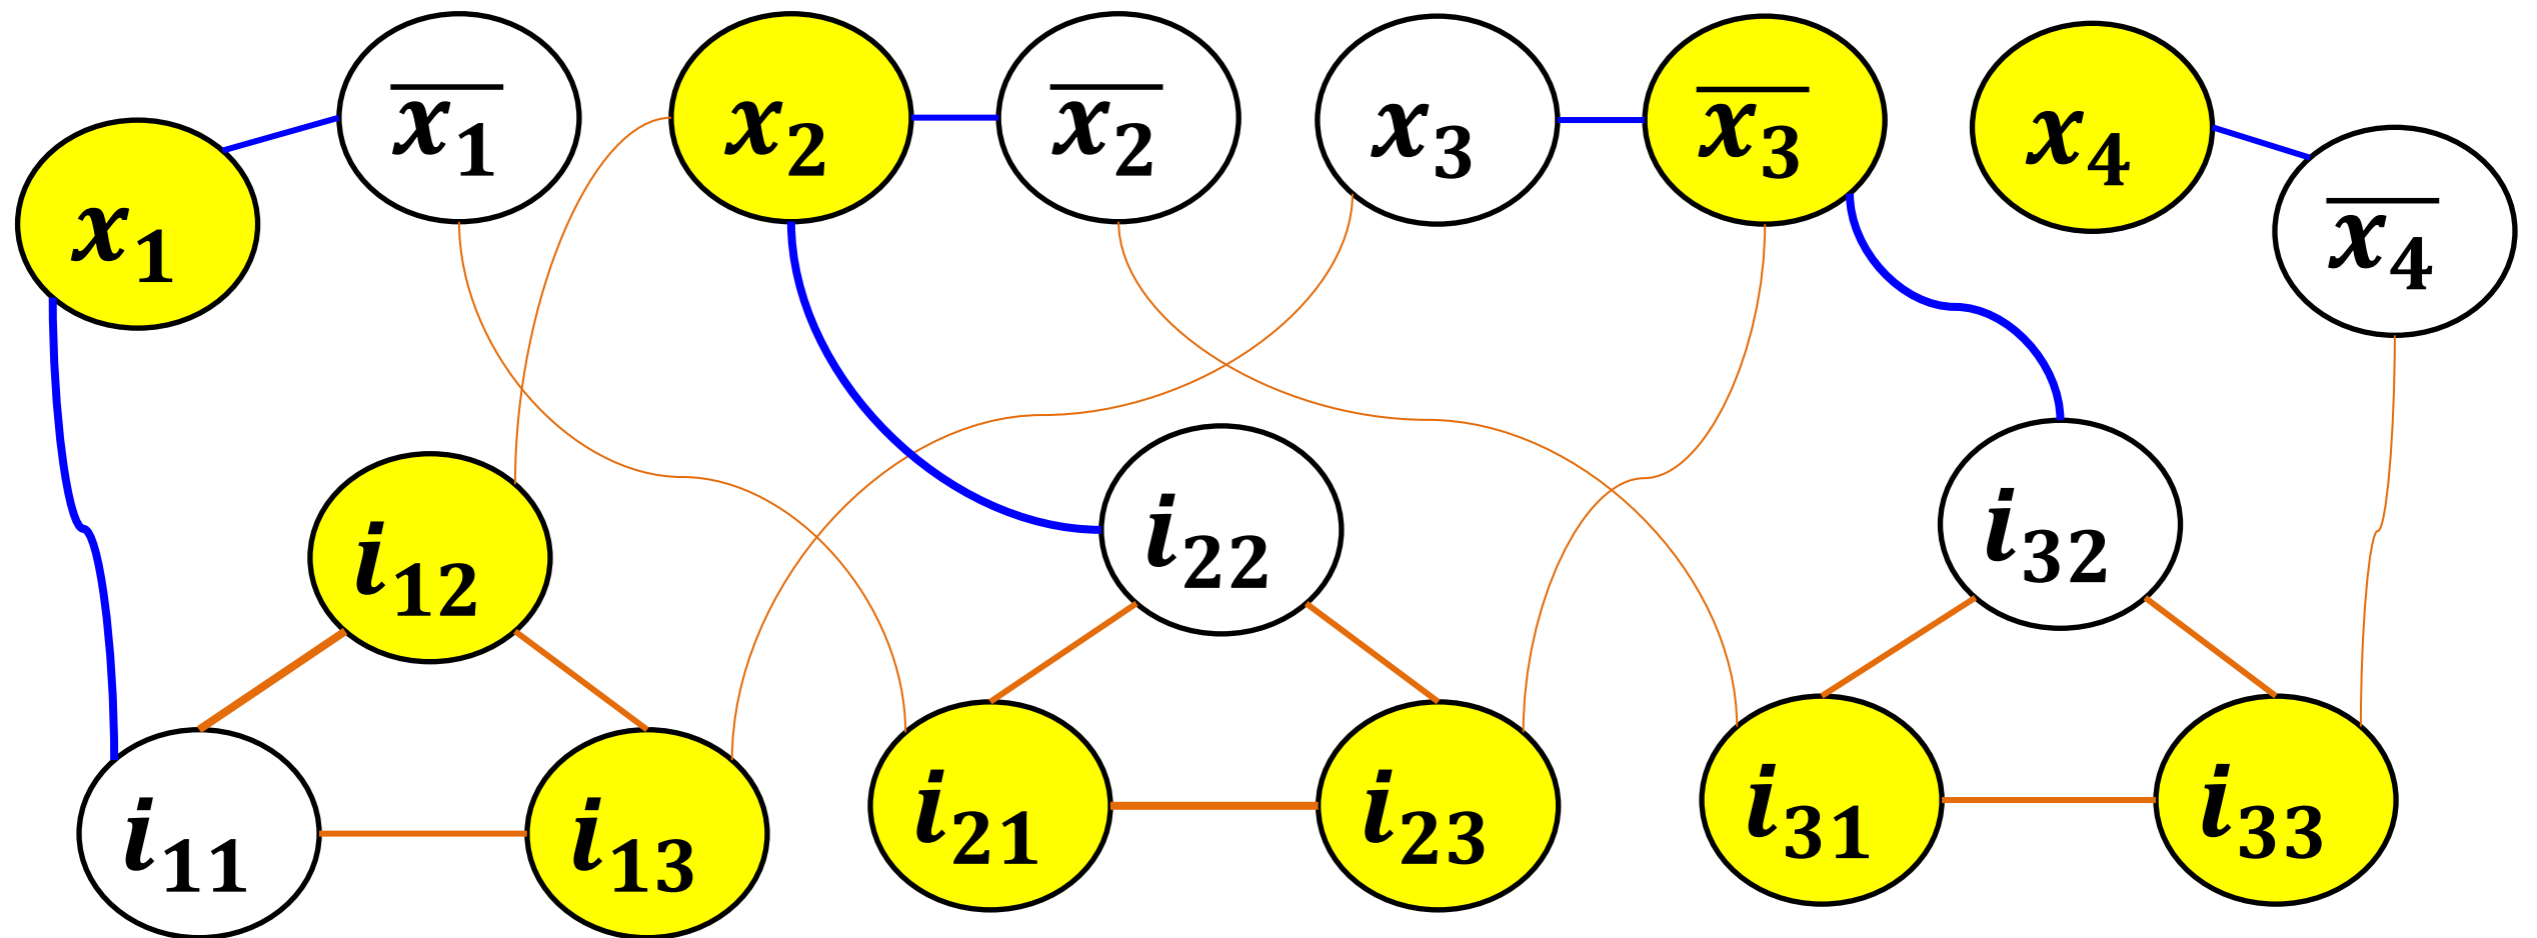 x₁ x̅₁ x₂ x̅₂ x₃ x̅₃ x₄ x̅₄
i₁₂ i₂₂ i₃₂
i₁₁ i₁₃ i₂₁ i₂₃ i₃₁ i₃₃